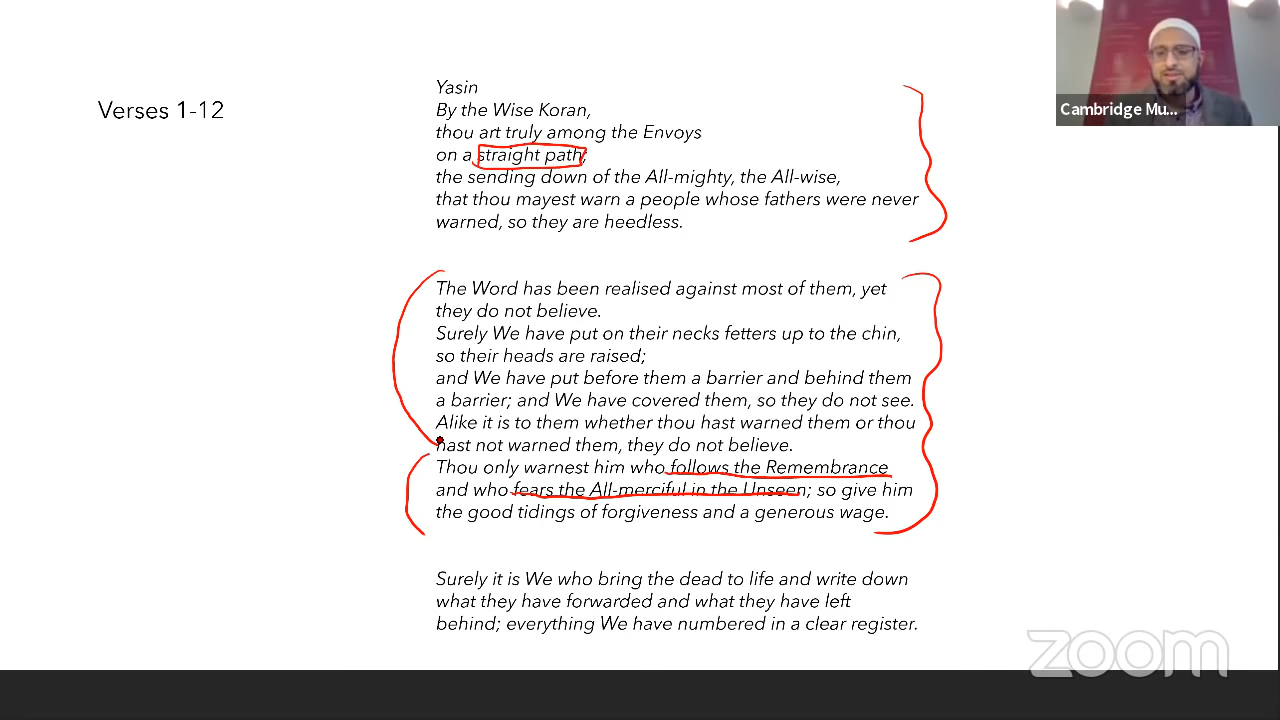 Verses 1-12
Yasin
By the Wise Koran,
thou art truly among the Envoys
on a straight path,
the sending down of the All-mighty, the All-wise,
that thou mayest warn a people whose fathers were never
warned, so they are heedless.
The Word has been realised against most of them, yet
they do not believe.
Surely We have put on their necks fetters up to the chin,
so their heads are raised;
and We have put before them a barrier and behind them
a barrier; and We have covered them, so they do not see.
Alike it is to them whether thou hast warned them or thou
hast not warned them, they do not believe.
Thou only warnest him who follows the Remembrance
and who fears the All-merciful in the Unseen; so give him
the good tidings of forgiveness and a generous wage.
Surely it is We who bring the dead to life and write down
what they have forwarded and what they have left
behind; everything We have numbered in a clear register.
Cambridge Mu...
zoom